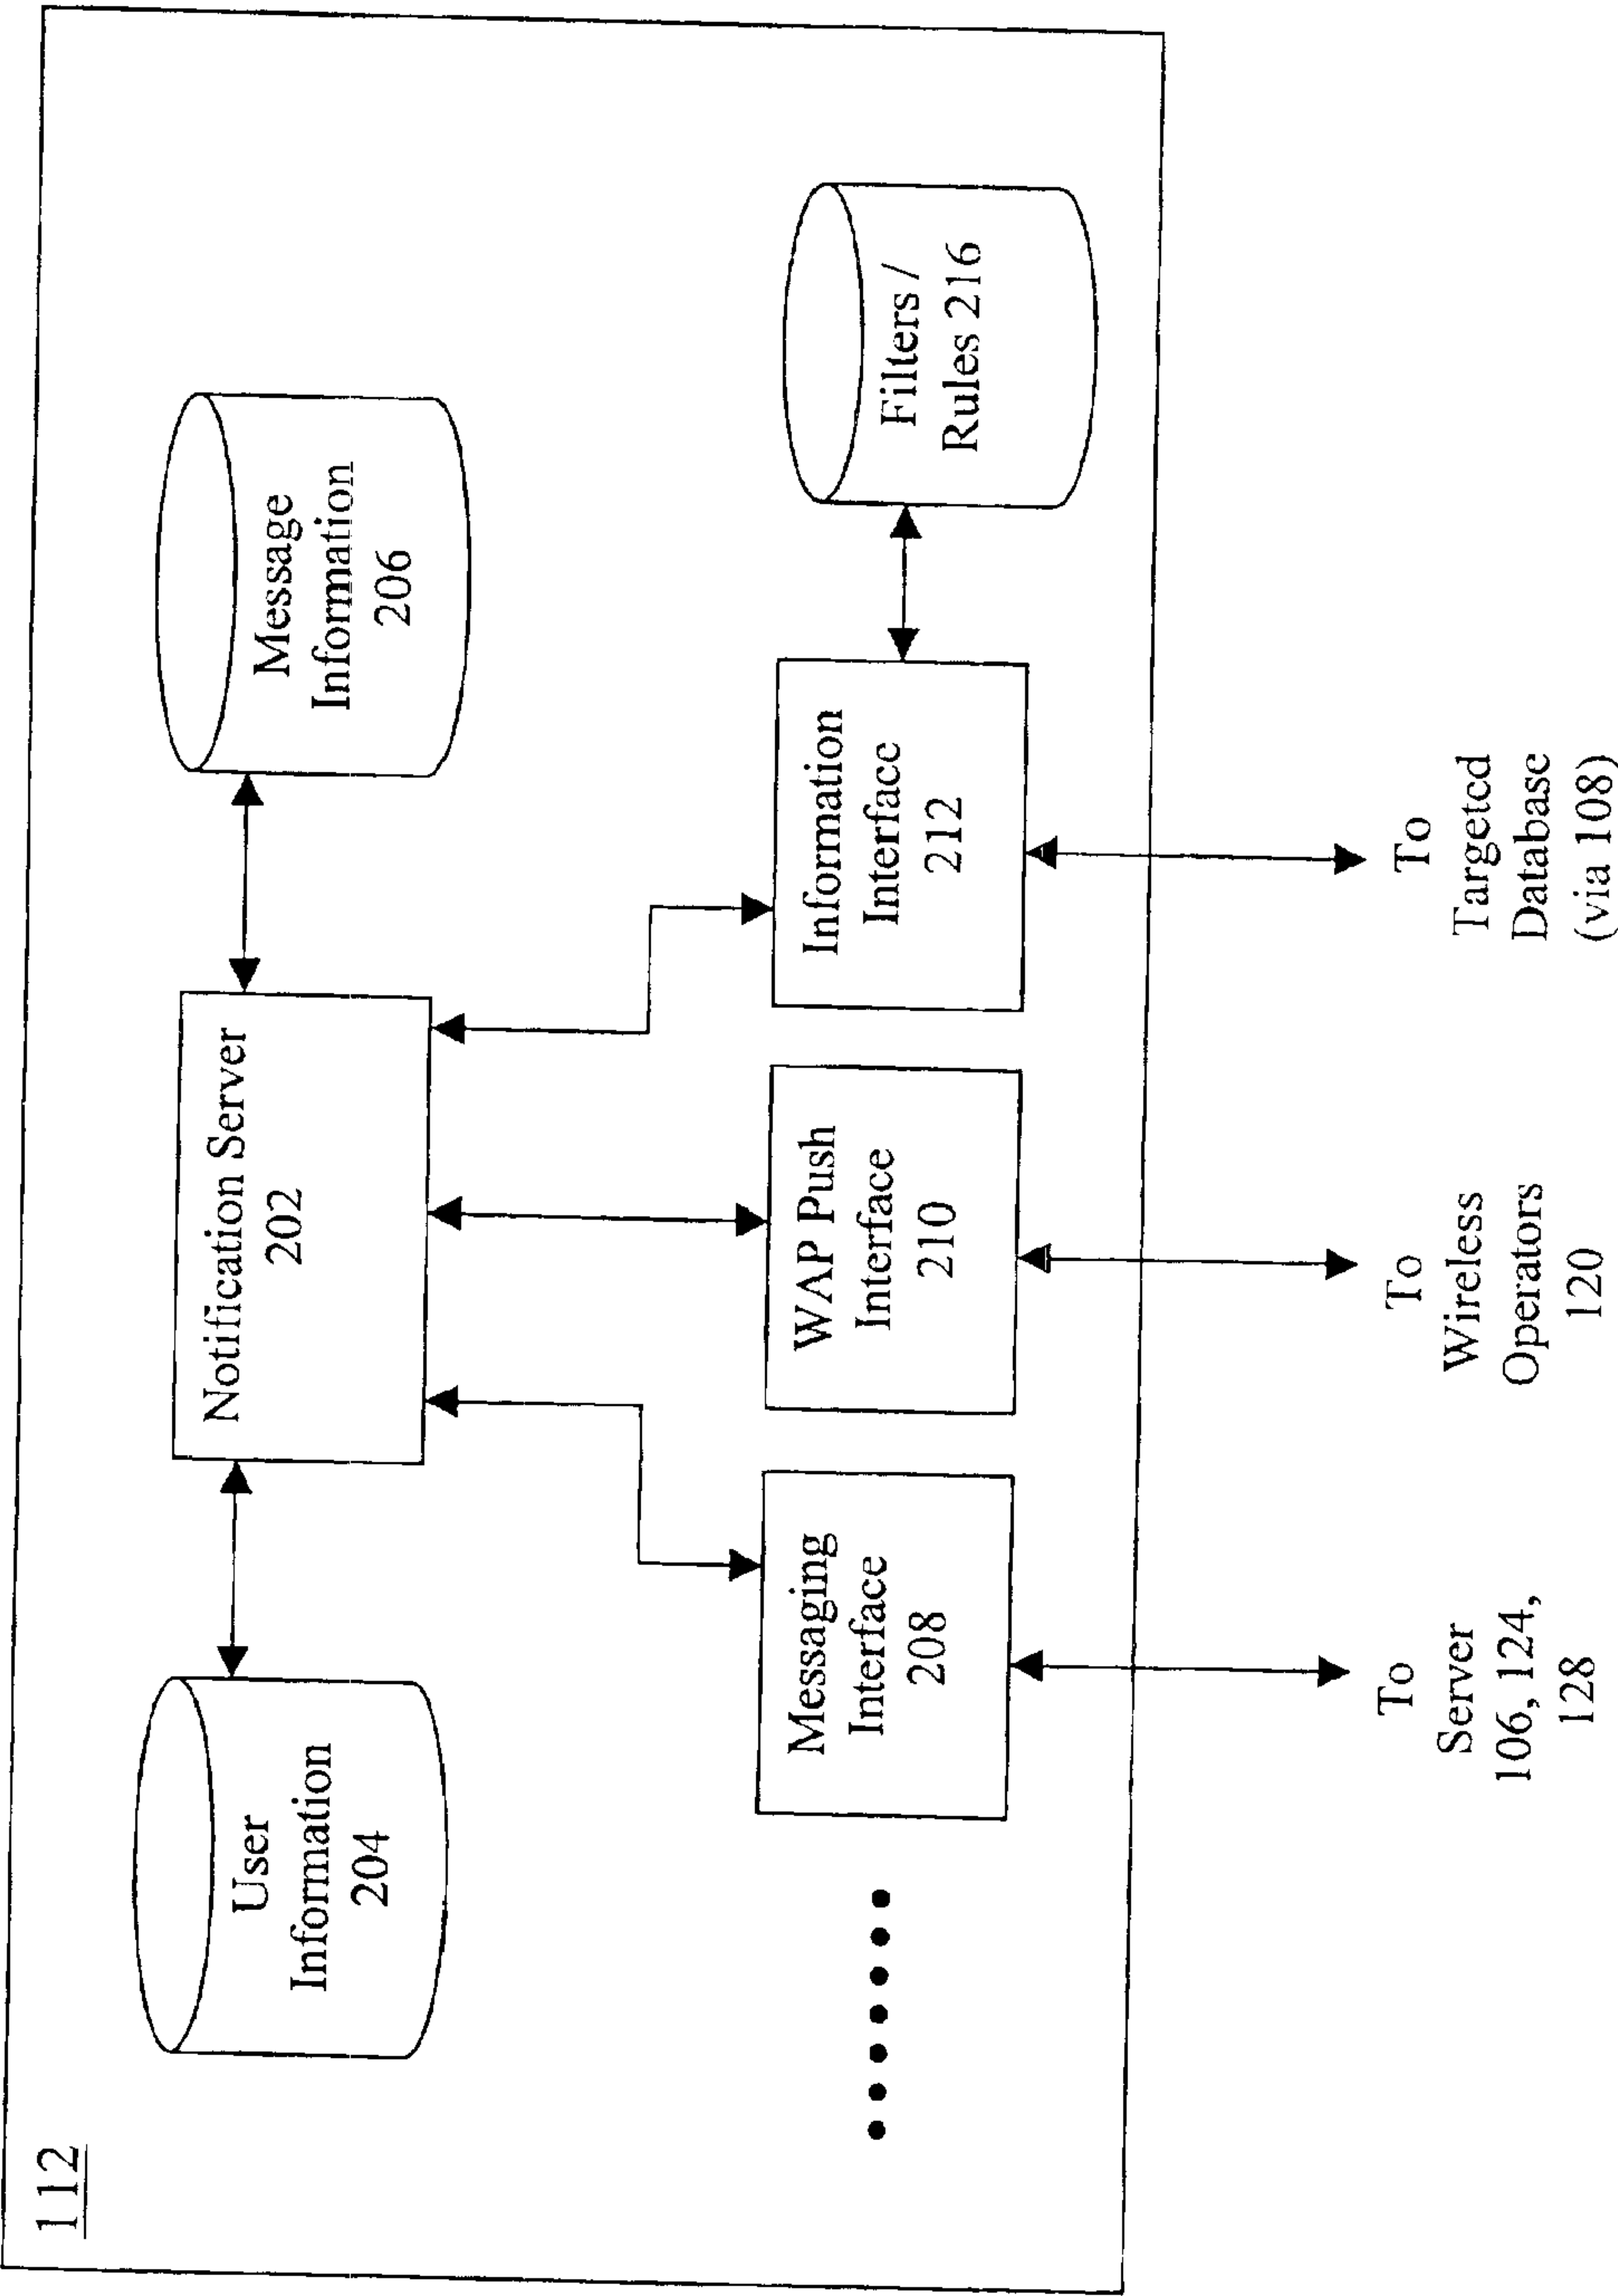 112
User
Information
204
Notification Server
202
Message
Information
206
Messaging
Interface
208
WAP Push
Interface
210
Information
Interface
212
Filters /
Rules 216
To
Server
106, 124,
128
To
Wireless
Operators
120
To
Targeted
Database
(via 108)